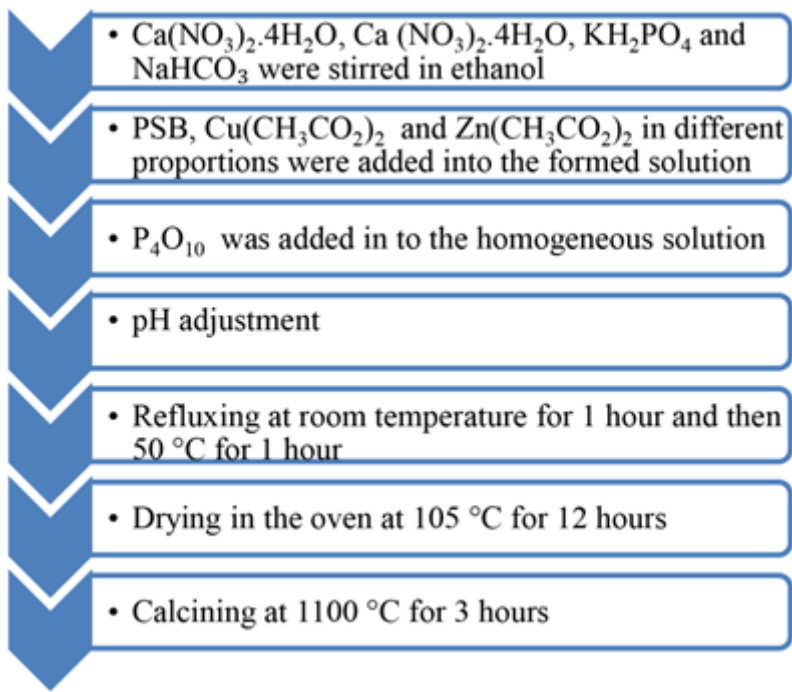 • Ca(NO₃)₂.4H₂O, Ca (NO₃)₂.4H₂O, KH₂PO₄ and
NaHCO₃ were stirred in ethanol
• PSB, Cu(CH₃CO₂)₂ and Zn(CH₃CO₂)₂ in different
proportions were added into the formed solution
• P₄O₁₀ was added in to the homogeneous solution
• pH adjustment
• Refluxing at room temperature for 1 hour and then
50 °C for 1 hour
• Drying in the oven at 105 °C for 12 hours
• Calcining at 1100 °C for 3 hours